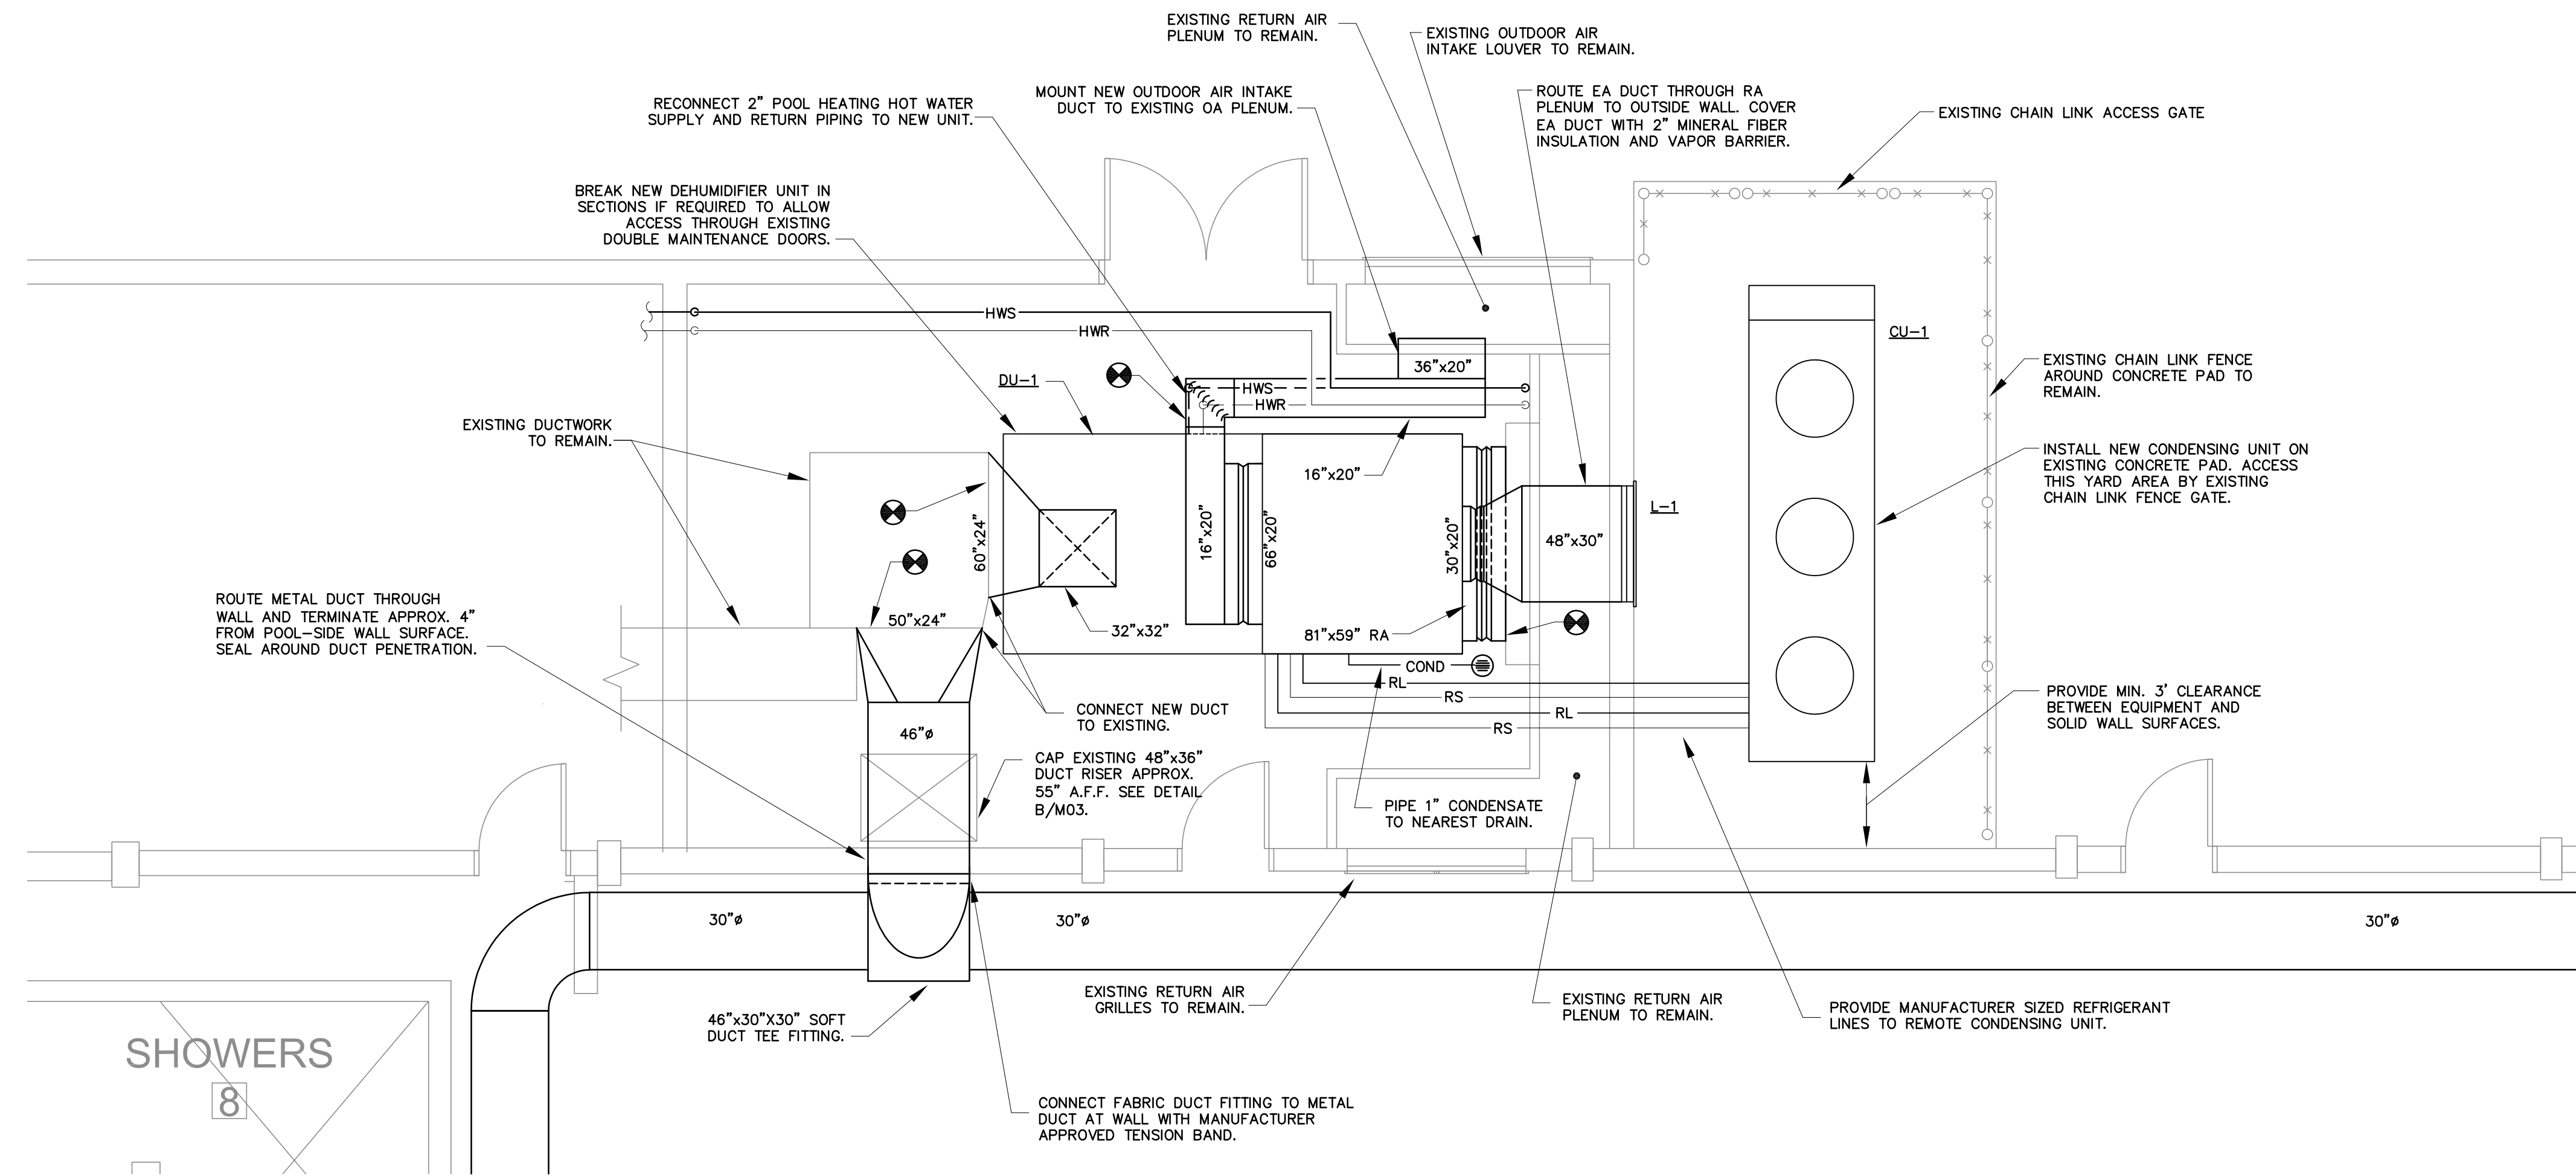 EXISTING RETURN AIR
PLENUM TO REMAIN.
EXISTING OUTDOOR AIR
INTAKE LOUVER TO REMAIN.
MOUNT NEW OUTDOOR AIR INTAKE
DUCT TO EXISTING OA PLENUM.
ROUTE EA DUCT THROUGH RA
PLENUM TO OUTSIDE WALL. COVER
EA DUCT WITH 2" MINERAL FIBER
INSULATION AND VAPOR BARRIER.
RECONNECT 2" POOL HEATING HOT WATER
SUPPLY AND RETURN PIPING TO NEW UNIT.
EXISTING CHAIN LINK ACCESS GATE
BREAK NEW DEHUMIDIFIER UNIT IN
SECTIONS IF REQUIRED TO ALLOW
ACCESS THROUGH EXISTING
DOUBLE MAINTENANCE DOORS.
HWS
HWR
CU-1
36"x20"
DU-1
HWS
HWR
EXISTING CHAIN LINK FENCE
AROUND CONCRETE PAD TO
REMAIN.
EXISTING DUCTWORK
TO REMAIN.
16"x20"
INSTALL NEW CONDENSING UNIT ON
EXISTING CONCRETE PAD. ACCESS
THIS YARD AREA BY EXISTING
CHAIN LINK FENCE GATE.
L-1
60"x24"
16"x20"
66"x20"
30"x20"
48"x30"
50"x24"
32"x32"
81"x59" RA
ROUTE METAL DUCT THROUGH
WALL AND TERMINATE APPROX. 4"
FROM POOL-SIDE WALL SURFACE.
SEAL AROUND DUCT PENETRATION.
COND
RL
RS
RL
RS
CONNECT NEW DUCT
TO EXISTING.
PROVIDE MIN. 3' CLEARANCE
BETWEEN EQUIPMENT AND
SOLID WALL SURFACES.
46"ø
CAP EXISTING 48"x36"
DUCT RISER APPROX.
55" A.F.F. SEE DETAIL
B/M03.
PIPE 1" CONDENSATE
TO NEAREST DRAIN.
30"ø
30"ø
30"ø
EXISTING RETURN AIR
GRILLES TO REMAIN.
EXISTING RETURN AIR
PLENUM TO REMAIN.
PROVIDE MANUFACTURER SIZED REFRIGERANT
LINES TO REMOTE CONDENSING UNIT.
46"x30"X30" SOFT
DUCT TEE FITTING.
SHOWERS
8
CONNECT FABRIC DUCT FITTING TO METAL
DUCT AT WALL WITH MANUFACTURER
APPROVED TENSION BAND.